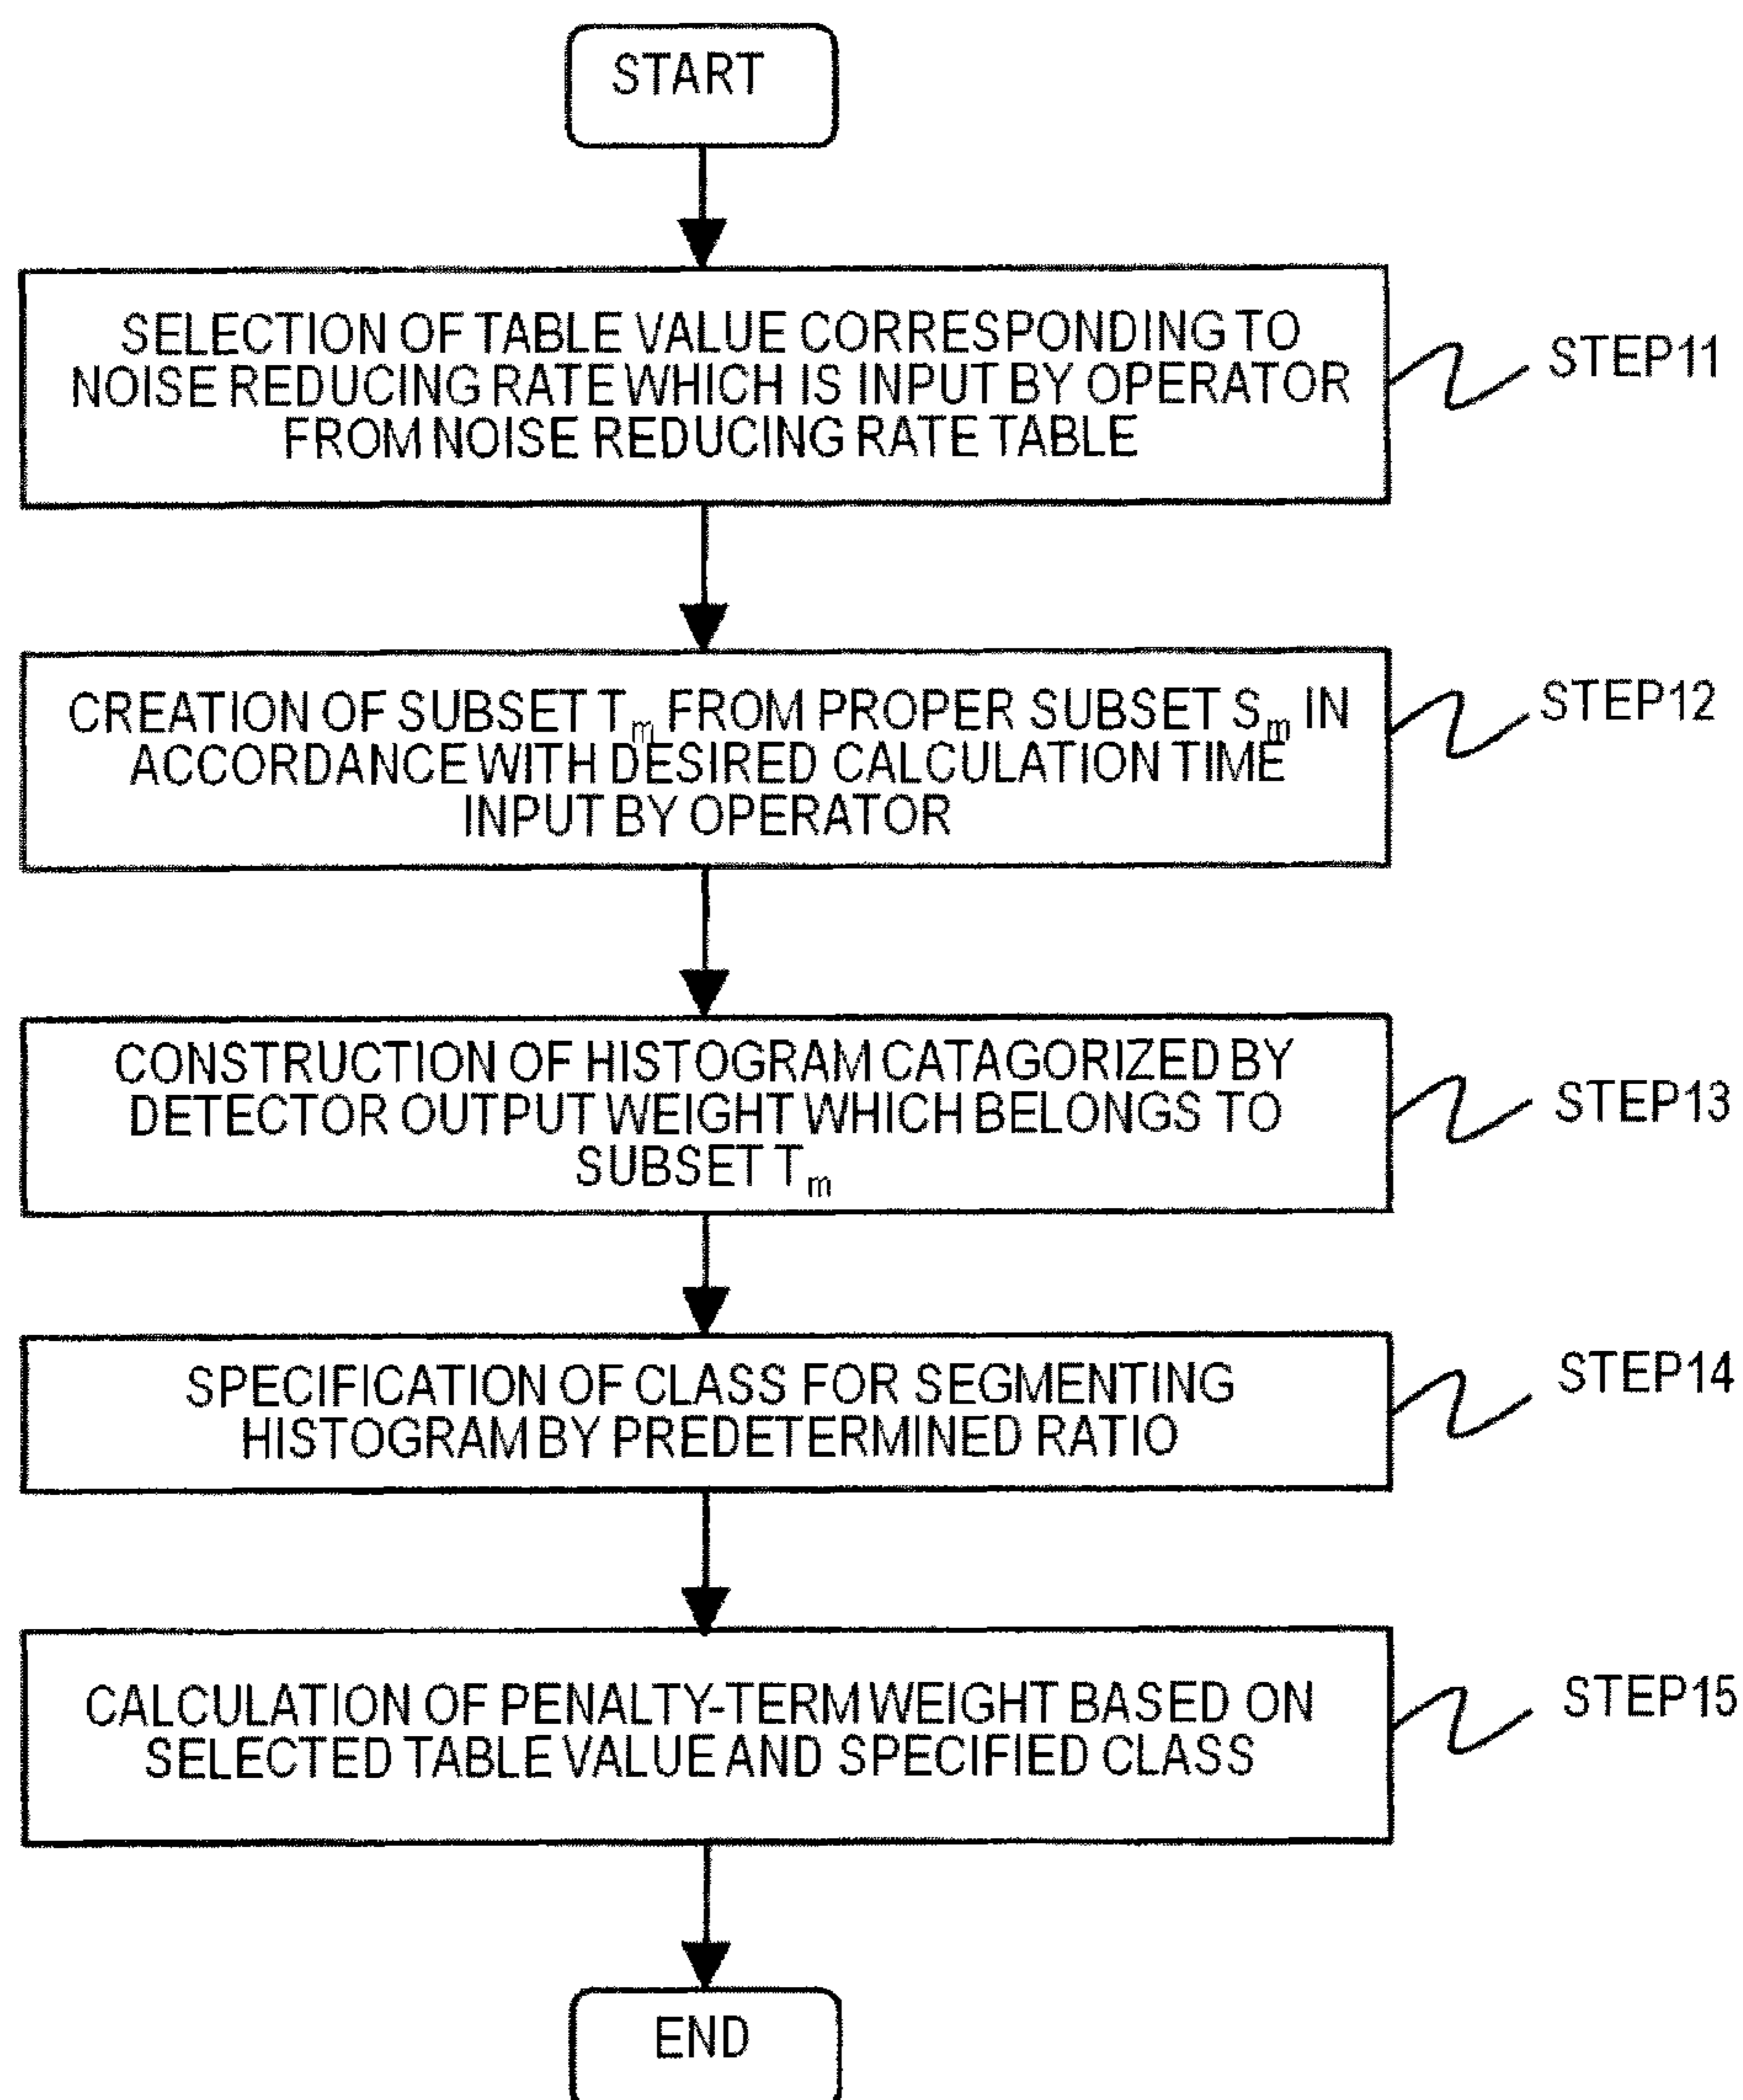 START
SELECTION OF TABLE VALUE CORRESPONDING TO
NOISE REDUCING RATE WHICH IS INPUT BY OPERATOR
FROM NOISE REDUCING RATE TABLE
STEP11
CREATION OF SUBSET Tm FROM PROPER SUBSET Sm IN
ACCORDANCE WITH DESIRED CALCULATION TIME
INPUT BY OPERATOR
STEP12
CONSTRUCTION OF HISTOGRAM CATAGORIZED BY
DETECTOR OUTPUT WEIGHT WHICH BELONGS TO
SUBSET Tm
STEP13
SPECIFICATION OF CLASS FOR SEGMENTING
HISTOGRAM BY PREDETERMINED RATIO
STEP14
CALCULATION OF PENALTY-TERM WEIGHT BASED ON
SELECTED TABLE VALUE AND SPECIFIED CLASS
STEP15
END